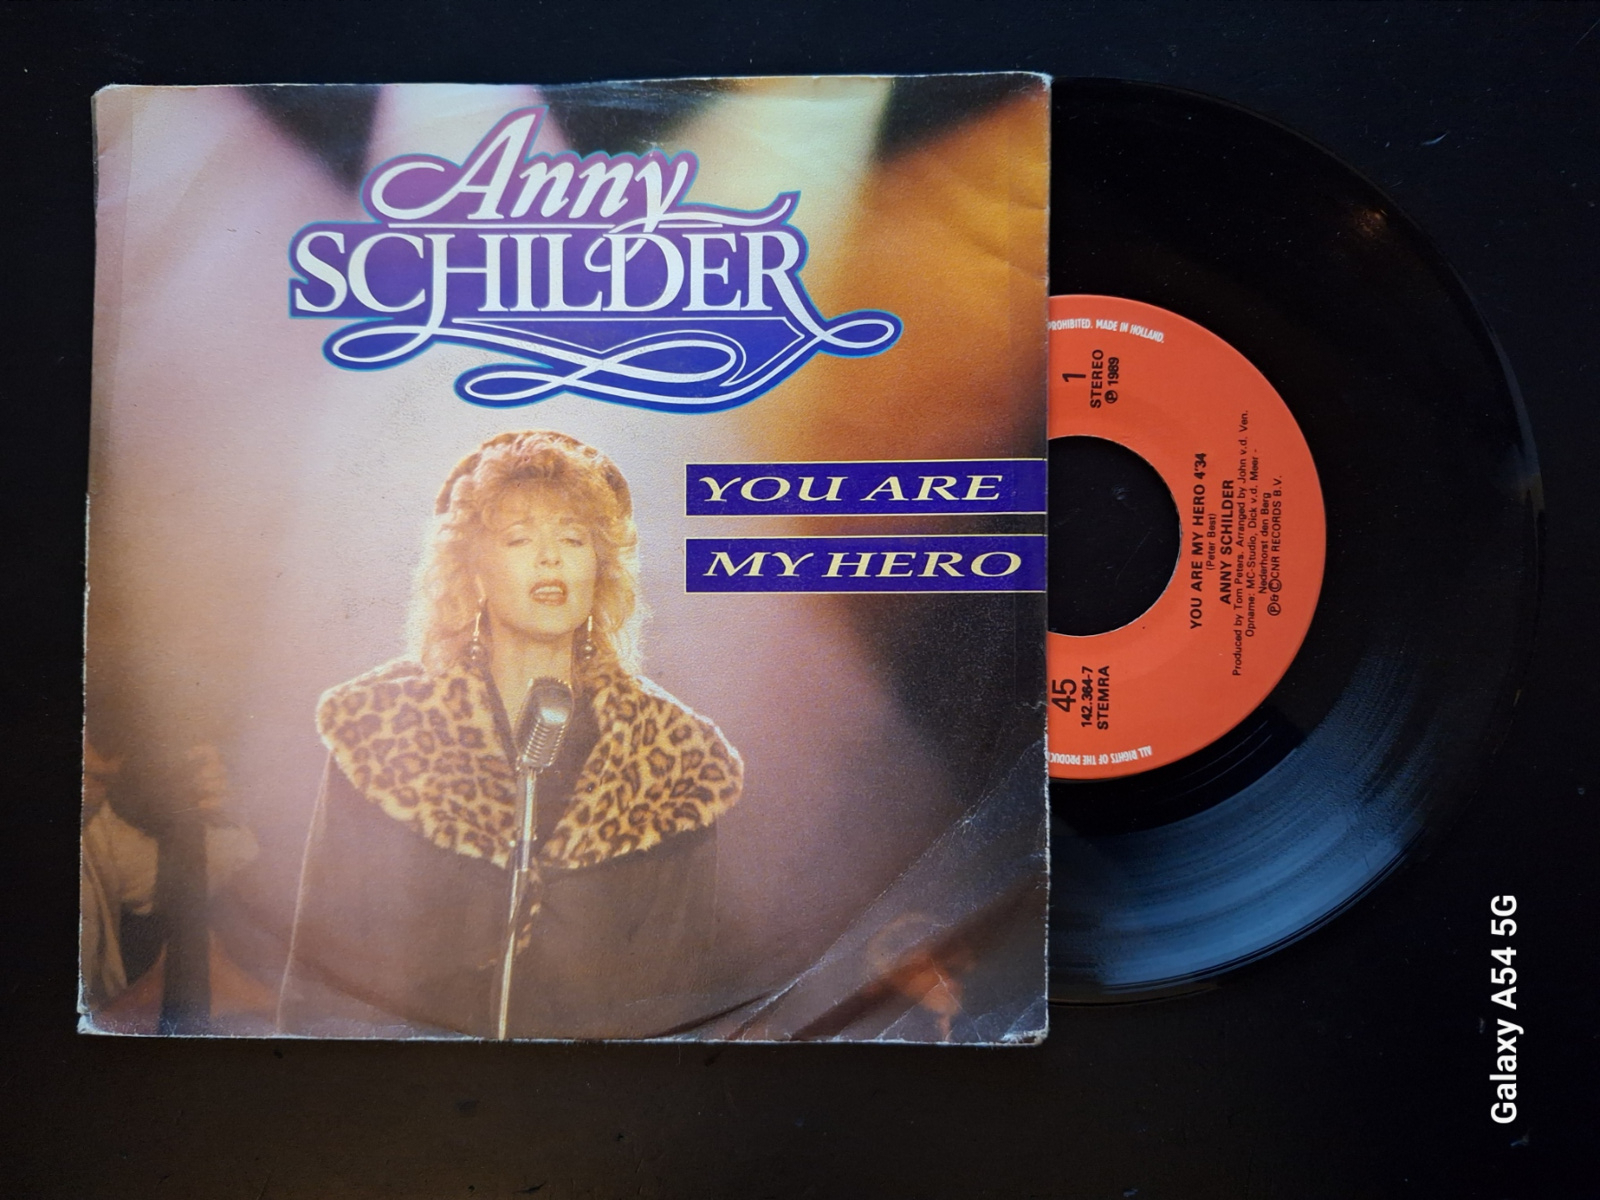 Anny
SCHILDER
YOU ARE
MY HERO
PROHIBITED. MADE IN HOLLAND.
1
STEREO
Ⓟ 1989
YOU ARE MY HERO 4'34
(Peter Best)
ANNY SCHILDER
Produced by Tom Peters. Arranged by John v.d. Ven.
Opname: MC-Studio, Dick v.d. Meer -
Nederhorst den Berg
Ⓟ&ⒸCNR RECORDS B.V.
45
142.364-7
STEMRA
ALL RIGHTS OF THE
Galaxy A54 5G